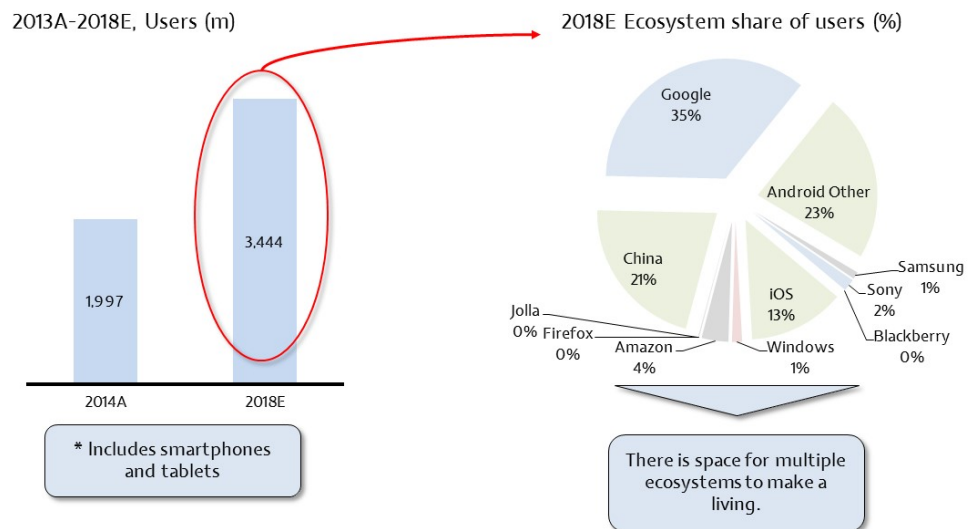 2013A-2018E, Users (m)
2018E Ecosystem share of users (%)
1,997
3,444
2014A
2018E
* Includes smartphones
and tablets
Google
35%
Android Other
23%
Samsung
1%
Sony
2%
Blackberry
0%
iOS
13%
Windows
1%
Amazon
4%
Firefox
0%
Jolla
0%
China
21%
There is space for multiple
ecosystems to make a
living.